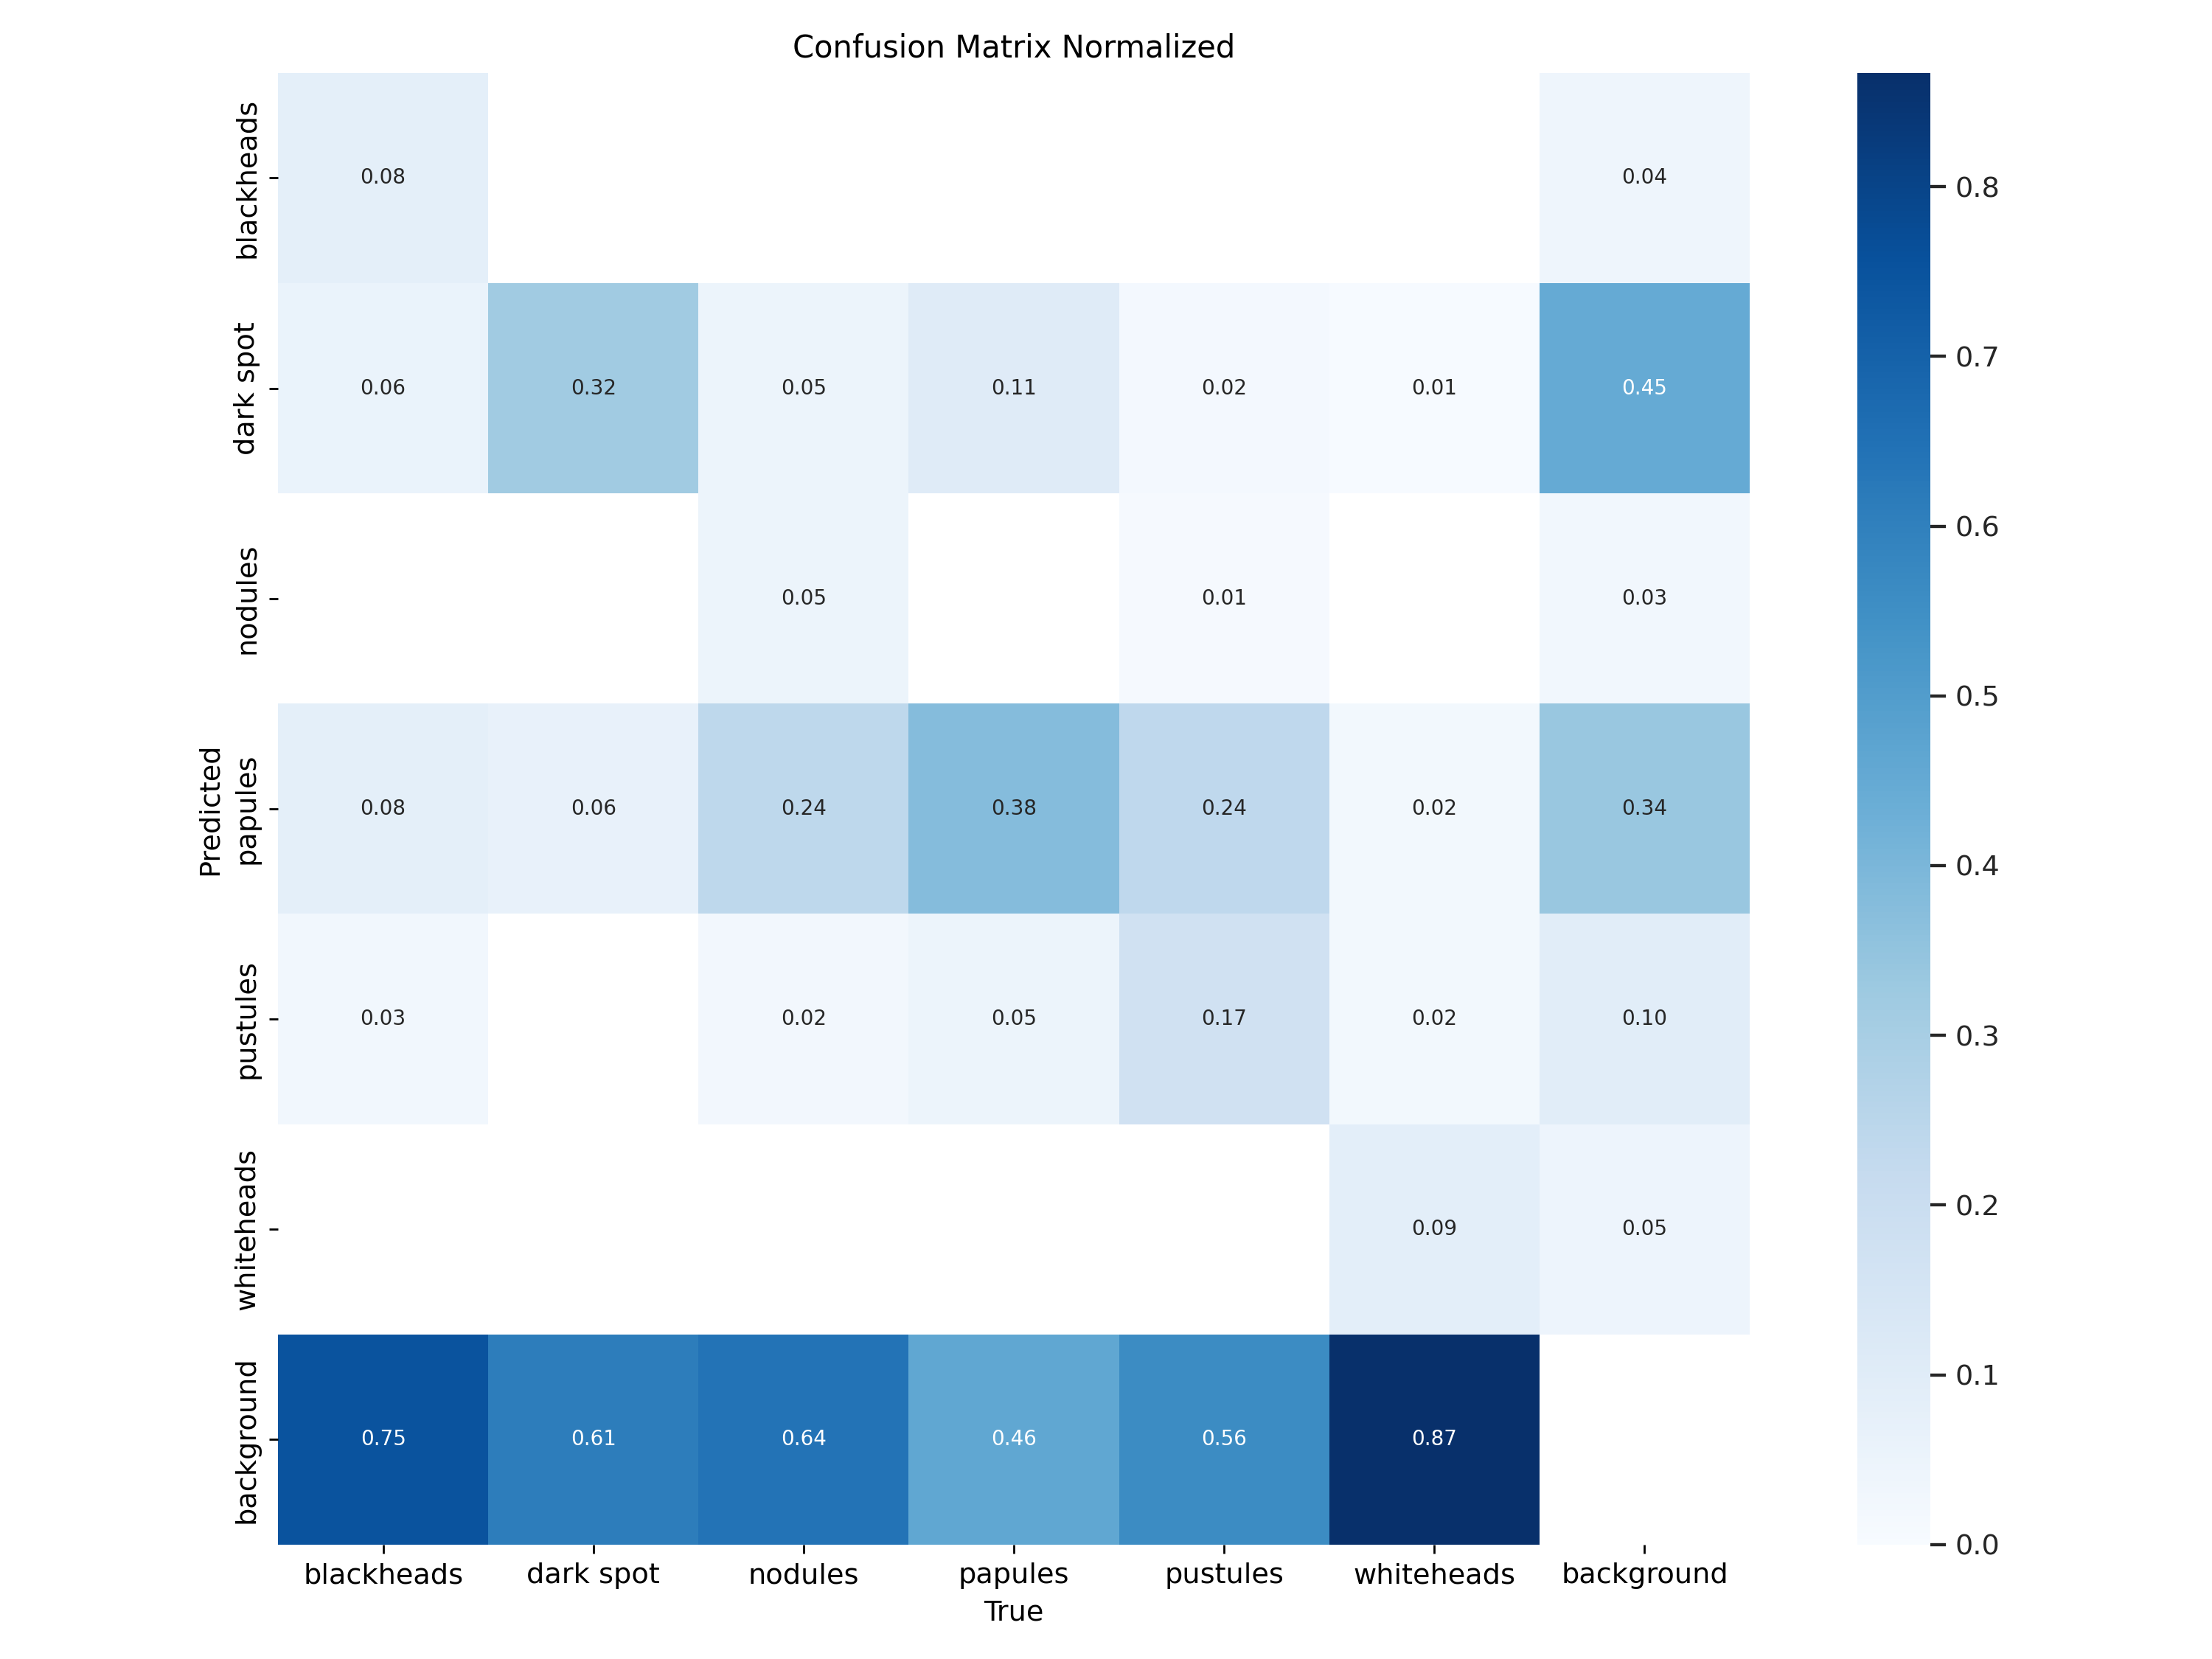 Confusion Matrix Normalized
blackheads 0.08 0.04
dark spot 0.06 0.32 0.05 0.11 0.02 0.01 0.45
nodules 0.05 0.01 0.03
papules 0.08 0.06 0.24 0.38 0.24 0.02 0.34
pustules 0.03 0.02 0.05 0.17 0.02 0.10
whiteheads 0.09 0.05
background 0.75 0.61 0.64 0.46 0.56 0.87
Predicted
blackheads dark spot nodules papules pustules whiteheads background
True
0.8
0.7
0.6
0.5
0.4
0.3
0.2
0.1
0.0